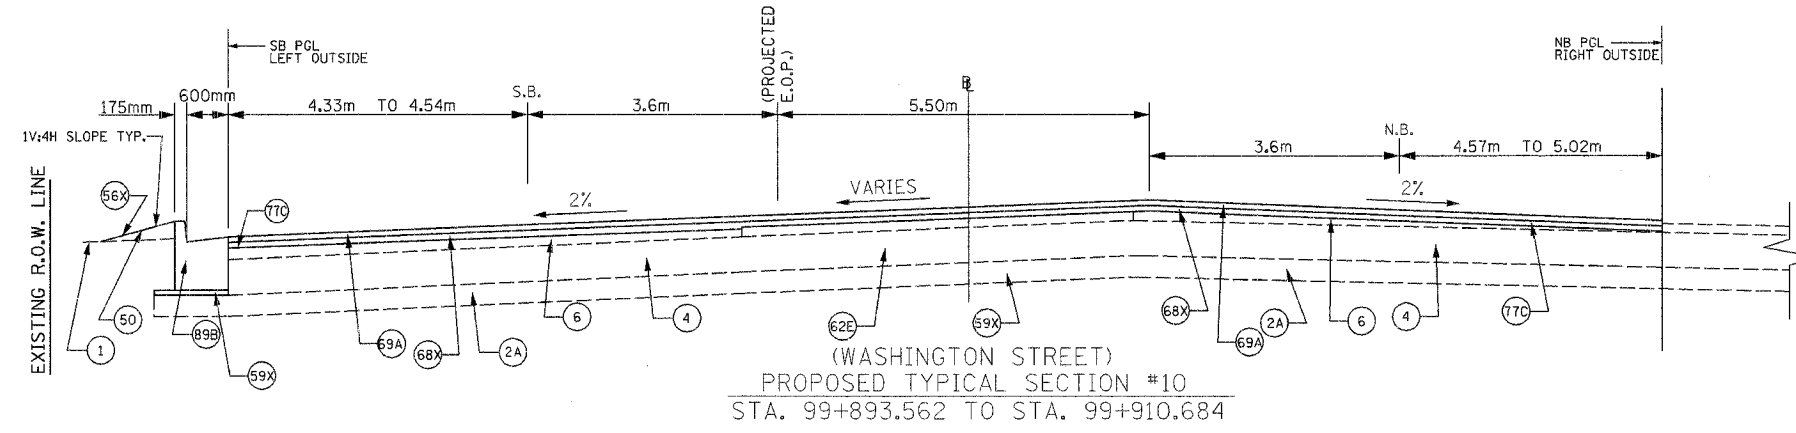 SB PGL
LEFT OUTSIDE
(PROJECTED
E.O.P.)
NB PGL
RIGHT OUTSIDE
175mm
600mm
4.33m TO 4.54m
S.B.
3.6m
5.50m
℄
3.6m
N.B.
4.57m TO 5.02m
1V:4H SLOPE TYP.
EXISTING R.O.W. LINE
56X
77C
2%
VARIES
2%
1
50
89B
59X
69A
68X
2A
6
4
62E
59X
68X
69A
2A
6
4
77C
(WASHINGTON STREET)
PROPOSED TYPICAL SECTION #10
STA. 99+893.562 TO STA. 99+910.684